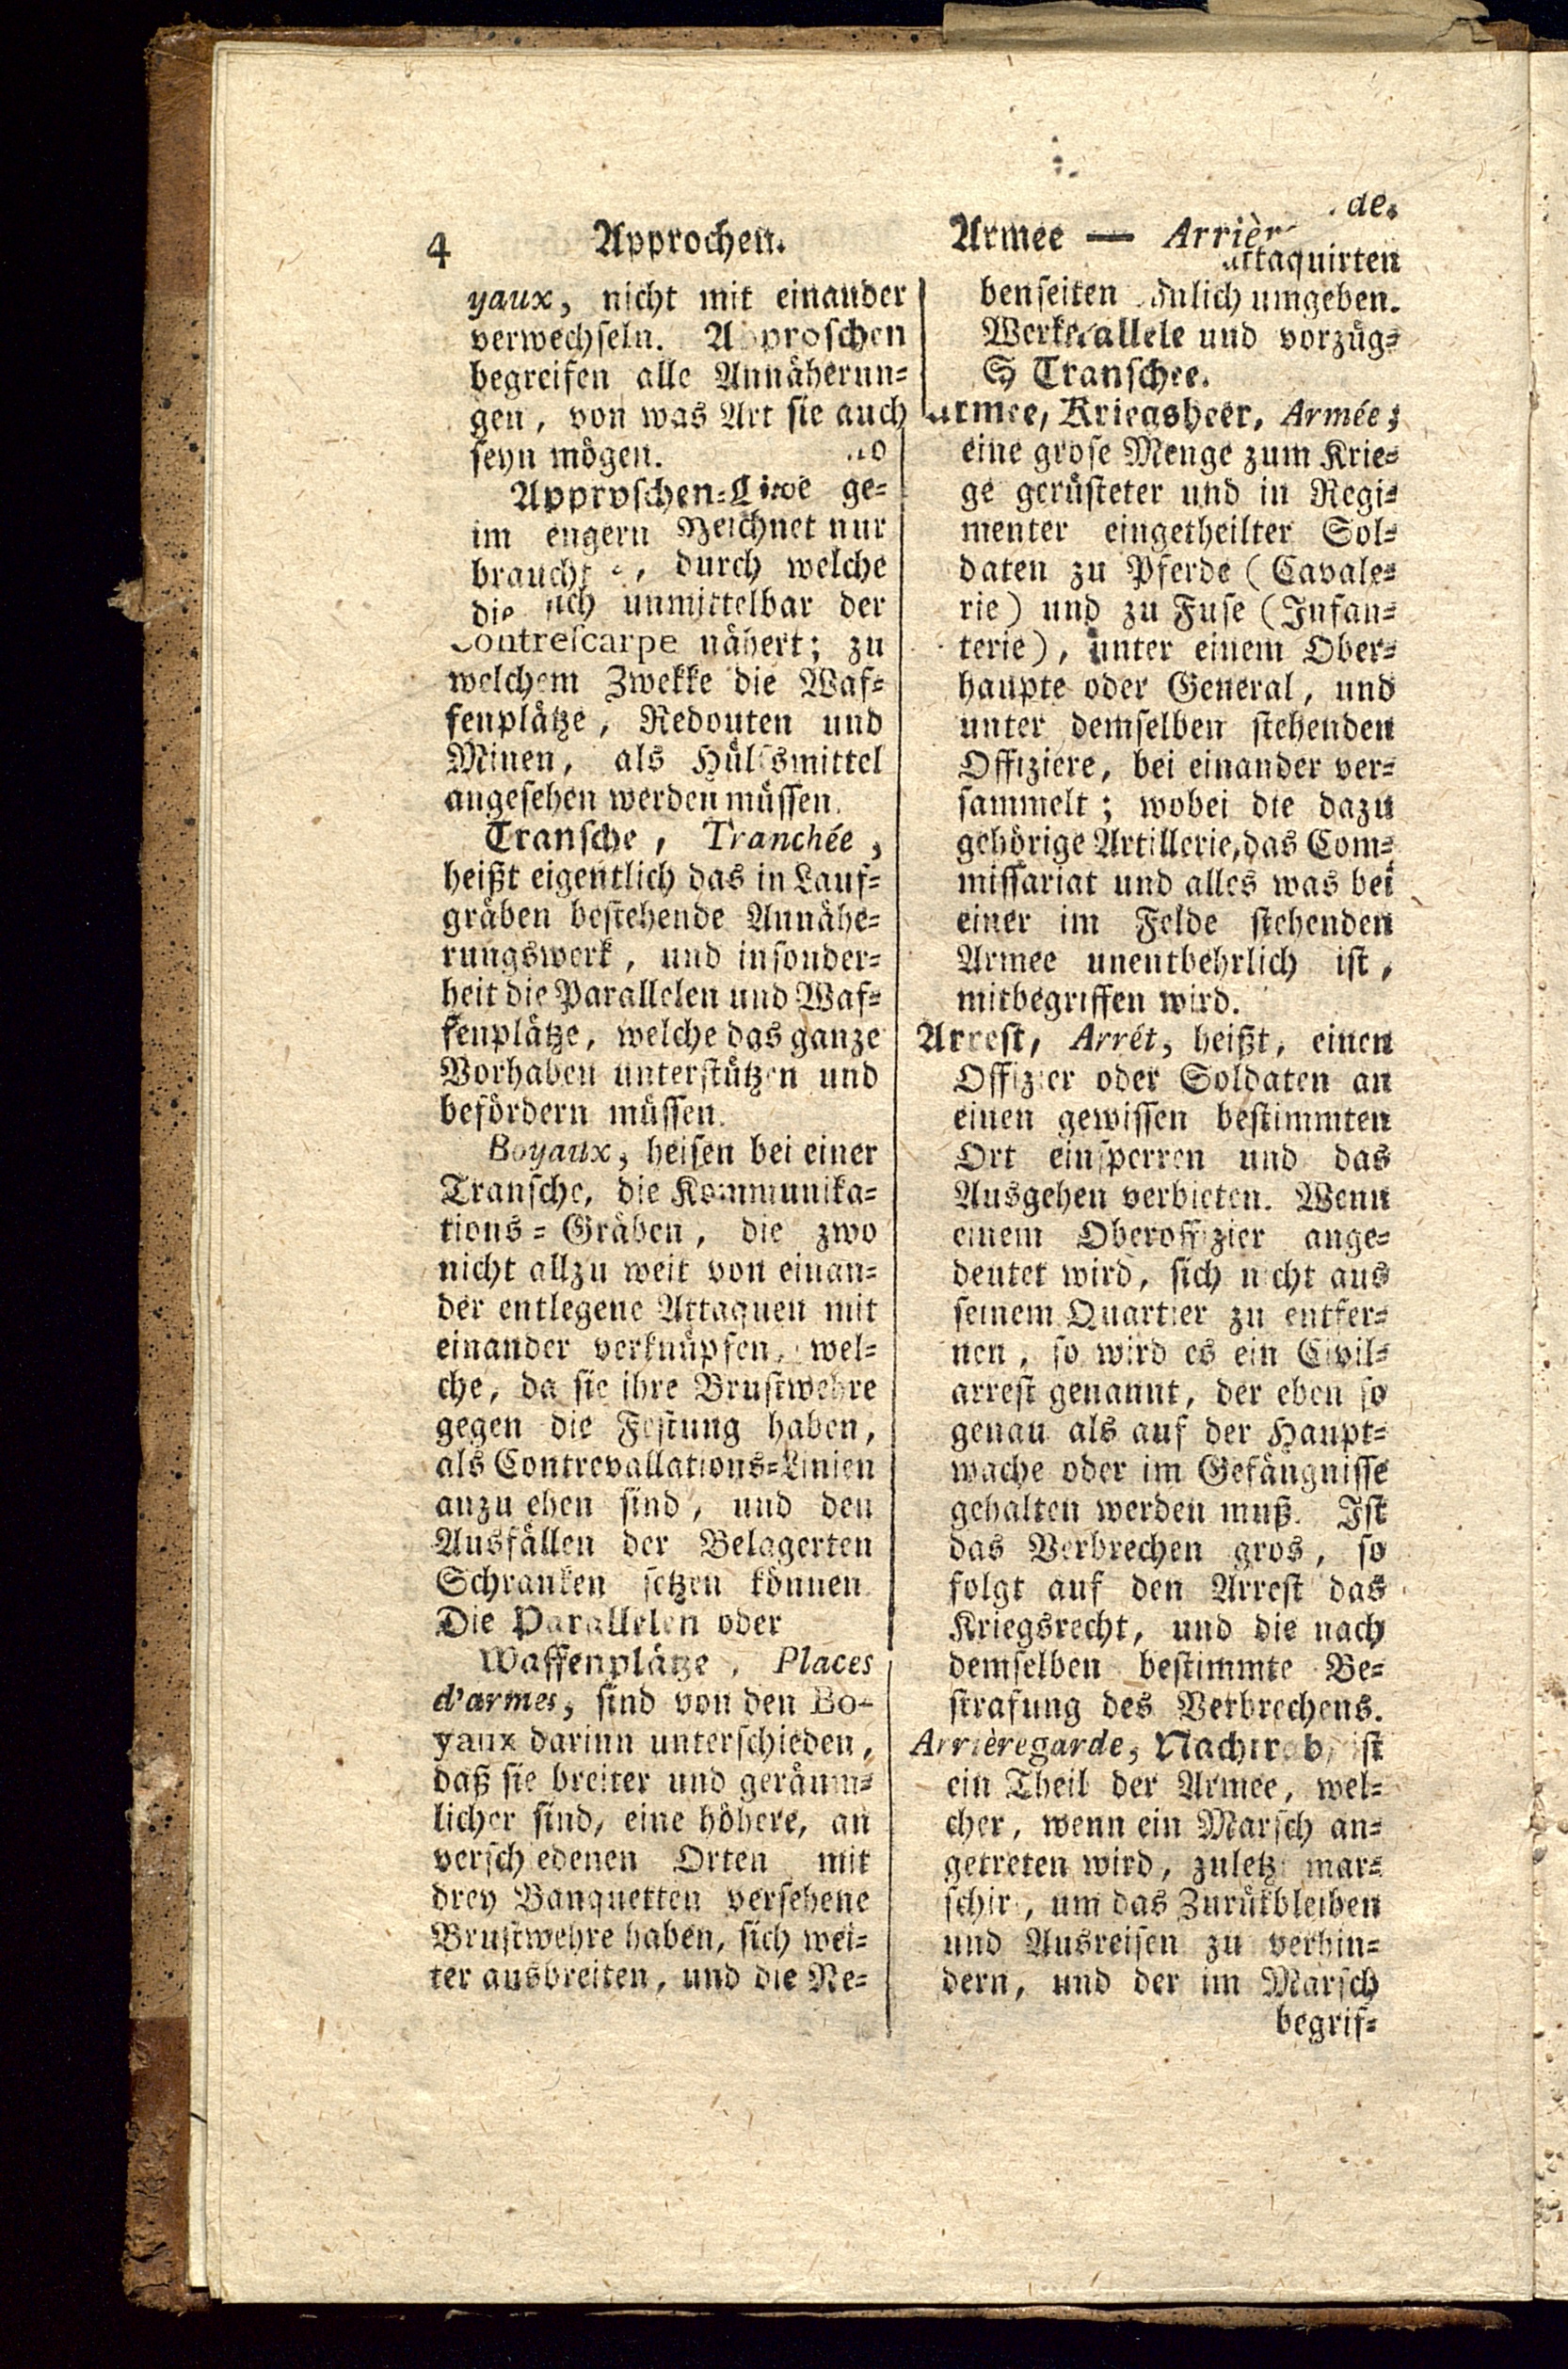 4 Approchen. Armee — Arrièr de.
yaux, nicht mit einander
verwechseln. Approschen
begreifen alle Annäherun-
gen, von was Art sie auch
seyn mögen.
Approschen-
im engern
die unmittelbar der
nähert; zu
welchem Zwekke die Waf-
fenplätze, Redouten und
Minen, als Hülfsmittel
angesehen werden müssen.
Transche, Tranchée,
heißt eigentlich das in Lauf-
gräben bestehende Annähe-
rungswerk, und insonder-
heit die Parallelen und Waf-
fenplätze, welche das ganze
Vorhaben unterstützen und
befördern müssen.
Boyaux, heisen bei einer
Transche, die Kommunika-
tions-Gräben, die zwo
nicht allzu weit von einan-
der entlegene Attaquen mit
einander verknüpfen, wel-
che, da sie ihre Brustwehre
gegen die Festung haben,
als Contrevallations-Linien
anzusehen sind, und den
Ausfällen der Belagerten
Schranken setzen können
Die Parallelen oder
Waffenplätze, Places
d'armes, sind von den Bo-
yaux darinn unterschieden,
daß sie breiter und geräum-
licher sind, eine höhere, an
verschiedenen Orten mit
drey Banquetten versehene
Brustwehre haben, sich wei-
ter ausbreiten, und die Ne-
attaquirten
benseiten umgeben.
und vorzüg-
S Transchee.
Armee, Kriegsheer, Armée;
eine grose Menge zum Krie-
ge gerüsteter und in Regi-
menter eingetheilter Sol-
daten zu Pferde (Cavale-
rie) und zu Fuse (Infan-
terie), unter einem Ober-
haupte oder General, und
unter demselben stehenden
Offiziere, bei einander ver-
sammelt; wobei die dazu
gehörige Artillerie, das Com-
missariat und alles was bei
einer im Felde stehenden
Armee unentbehrlich ist,
mitbegriffen wird.
Arrest, Arrêt, heißt, einen
Offizier oder Soldaten an
einen gewissen bestimmten
Ort einsperren und das
Ausgehen verbieten. Wenn
einem Oberoffizier ange-
deutet wird, sich nicht aus
seinem Quartier zu entfer-
nen, so wird es ein Civil-
arrest genannt, der eben so
genau als auf der Haupt-
wache oder im Gefängnisse
gehalten werden muß. Ist
das Verbrechen gros, so
folgt auf den Arrest das
Kriegsrecht, und die nach
demselben bestimmte Be-
strafung des Verbrechens.
Arrièregarde, Nachtrab, ist
ein Theil der Armee, wel-
cher, wenn ein Marsch an-
getreten wird, zuletzt mar-
schirt, um das Zurükbleiben
und Ausreisen zu verhin-
dern, und der im Marsch
begrif-